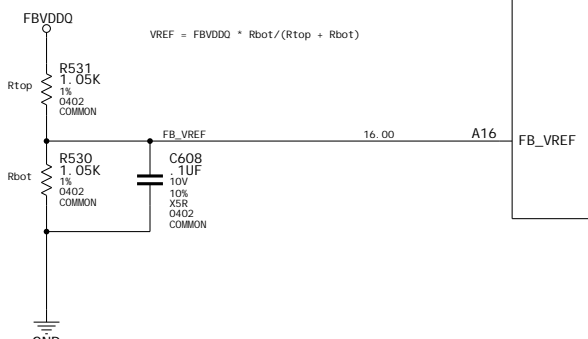 FBVDDQ
VREF = FBVDDQ * Rbot/(Rtop + Rbot)
Rtop
R531
1.05K
1%
0402
COMMON
FB_VREF
16.00
A16
FB_VREF
Rbot
R530
1.05K
1%
0402
COMMON
C608
.1UF
10V
10%
X5R
0402
COMMON
GND